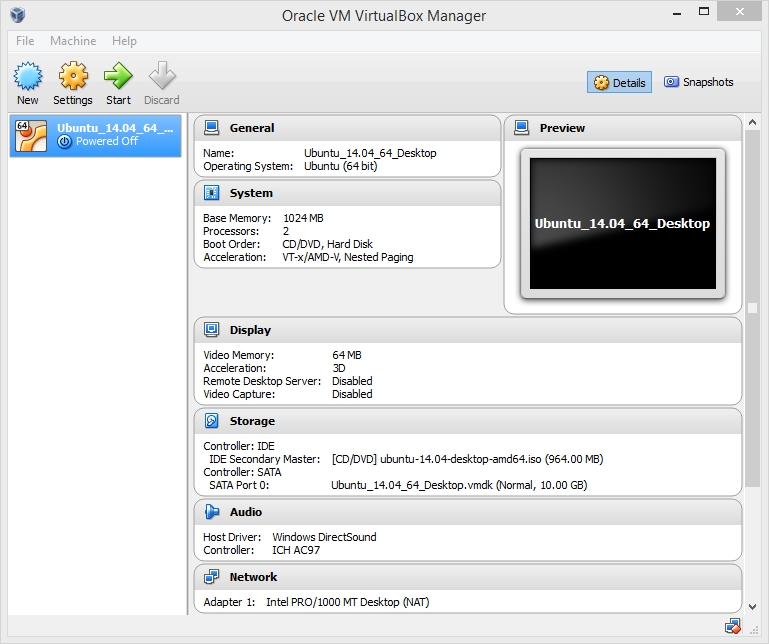 Oracle VM VirtualBox Manager
File Machine Help
New Settings Start Discard
Details Snapshots
64
Ubuntu_14.04_64_...
Powered Off
General
Name: Ubuntu_14.04_64_Desktop
Operating System: Ubuntu (64 bit)
System
Base Memory: 1024 MB
Processors: 2
Boot Order: CD/DVD, Hard Disk
Acceleration: VT-x/AMD-V, Nested Paging
Preview
Ubuntu_14.04_64_Desktop
Display
Video Memory: 64 MB
Acceleration: 3D
Remote Desktop Server: Disabled
Video Capture: Disabled
Storage
Controller: IDE
IDE Secondary Master: [CD/DVD] ubuntu-14.04-desktop-amd64.iso (964.00 MB)
Controller: SATA
SATA Port 0: Ubuntu_14.04_64_Desktop.vmdk (Normal, 10.00 GB)
Audio
Host Driver: Windows DirectSound
Controller: ICH AC97
Network
Adapter 1: Intel PRO/1000 MT Desktop (NAT)